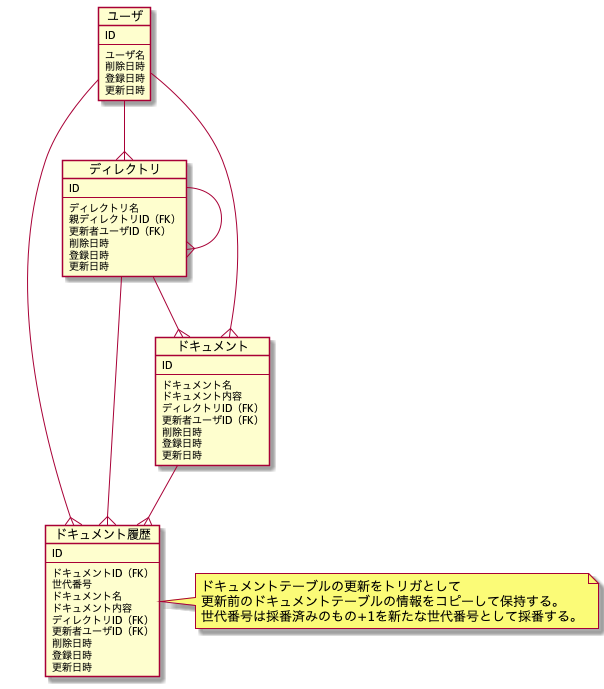 ユーザ
ID
ユーザ名
削除日時
登録日時
更新日時
ディレクトリ
ID
ディレクトリ名
親ディレクトリID（FK）
更新者ユーザID（FK）
削除日時
登録日時
更新日時
ドキュメント
ID
ドキュメント名
ドキュメント内容
ディレクトリID（FK）
更新者ユーザID（FK）
削除日時
登録日時
更新日時
ドキュメント履歴
ID
ドキュメントID（FK）
世代番号
ドキュメント名
ドキュメント内容
ディレクトリID（FK）
更新者ユーザID（FK）
削除日時
登録日時
更新日時
ドキュメントテーブルの更新をトリガとして
更新前のドキュメントテーブルの情報をコピーして保持する。
世代番号は採番済みのもの+1を新たな世代番号として採番する。